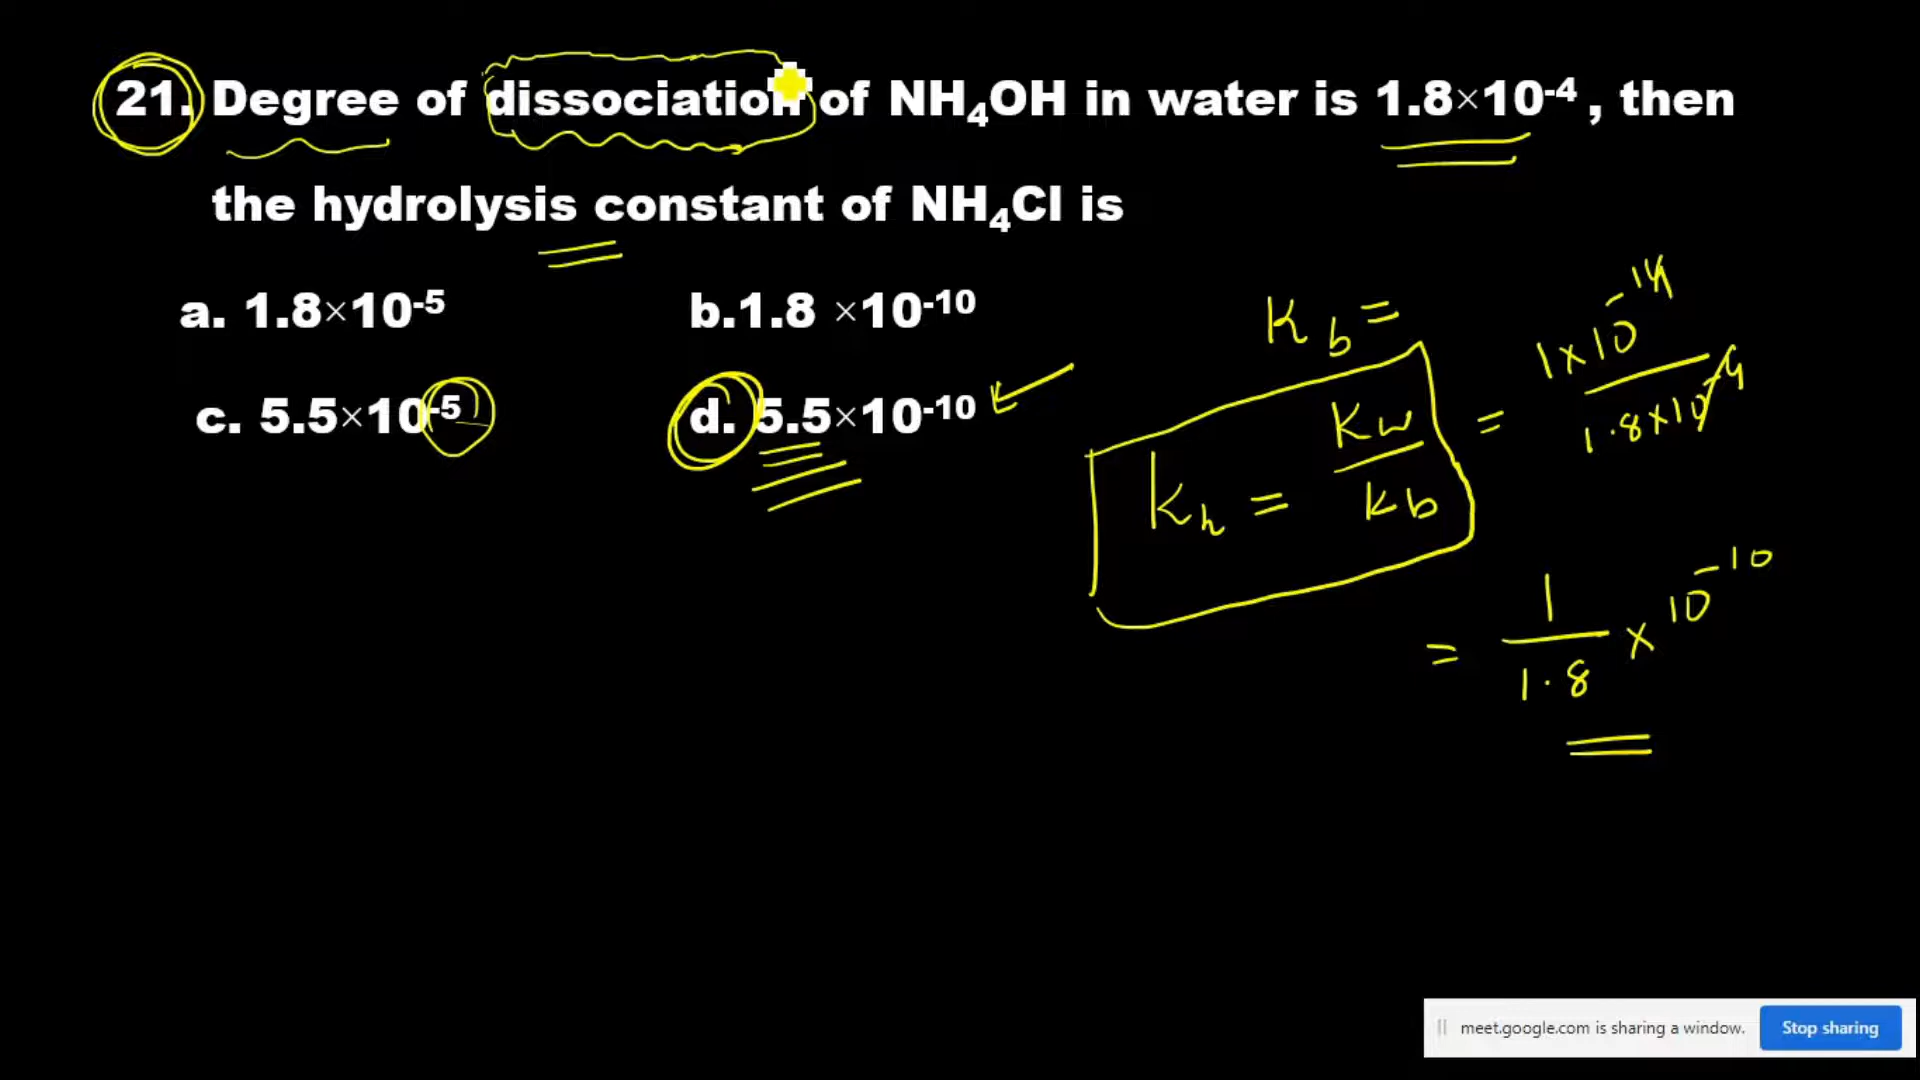 21. Degree of dissociation of NH₄OH in water is 1.8×10⁻⁴ , then
the hydrolysis constant of NH₄Cl is
a. 1.8×10⁻⁵ b.1.8 ×10⁻¹⁰
c. 5.5×10⁻⁵ d. 5.5×10⁻¹⁰
K b =
Kh = Kw / Kb = 1×10⁻¹⁴ / 1.8×10⁻⁴
= 1 / 1.8 × 10⁻¹⁰
meet.google.com is sharing a window. Stop sharing